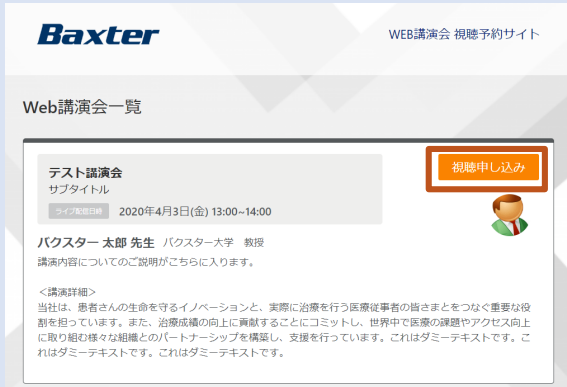 Baxter
WEB講演会 視聴予約サイト
Web講演会一覧
テスト講演会
視聴申し込み
サブタイトル
ライブ配信日時 2020年4月3日(金) 13:00~14:00
バクスター 太郎 先生 バクスター大学 教授
講演内容についてのご説明がこちらに入ります。
<講演詳細>
当社は、患者さんの生命を守るイノベーションと、実際に治療を行う医療従事者の皆さまとをつなぐ重要な役
割を担っています。また、治療成績の向上に貢献することにコミットし、世界中で医療の課題やアクセス向上
に取り組む様々な組織とのパートナーシップを構築し、支援を行っています。これはダミーテキストです。こ
れはダミーテキストです。これはダミーテキストです。